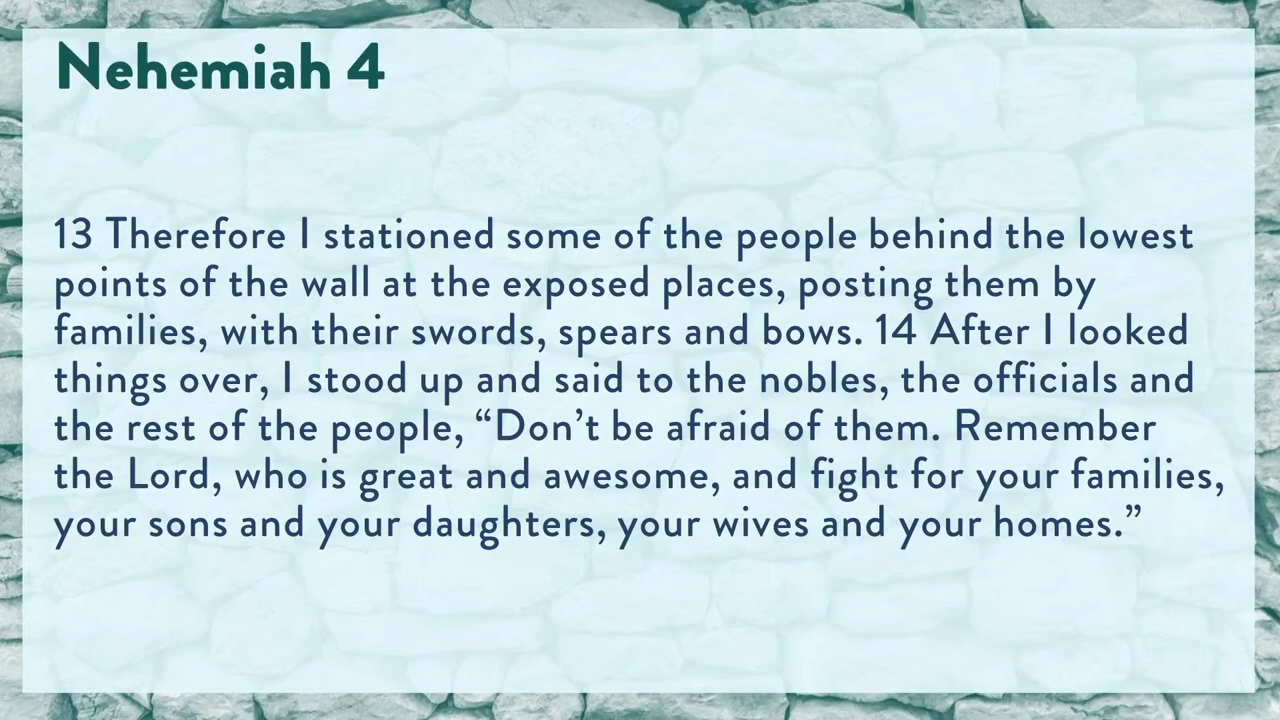 Nehemiah 4
13 Therefore I stationed some of the people behind the lowest
points of the wall at the exposed places, posting them by
families, with their swords, spears and bows. 14 After I looked
things over, I stood up and said to the nobles, the officials and
the rest of the people, “Don’t be afraid of them. Remember
the Lord, who is great and awesome, and fight for your families,
your sons and your daughters, your wives and your homes.”